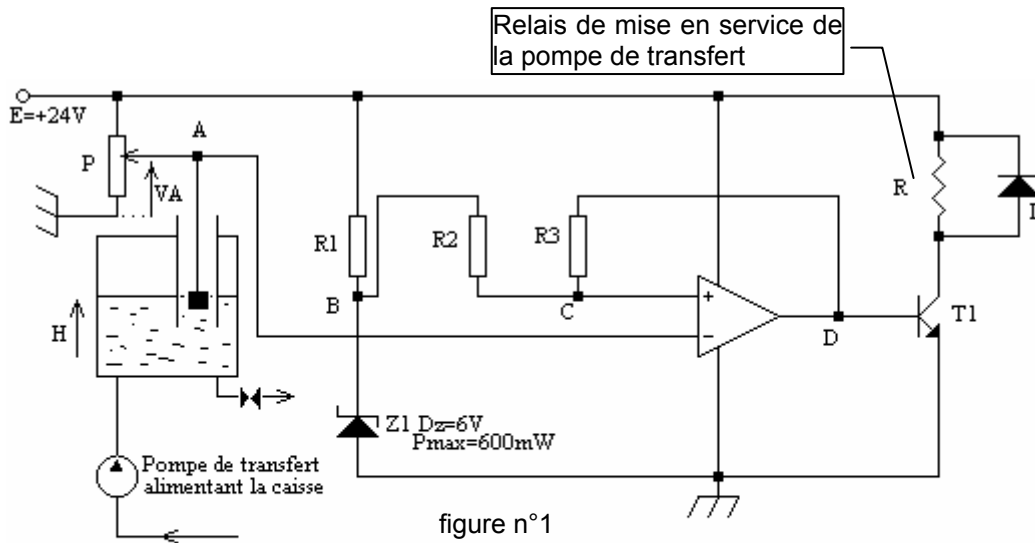 Relais de mise en service de
la pompe de transfert
E=+24V
A
P
VA
R
R1
R2
R3
B
C
D
T1
H
Z1 Dz=6V
Pmax=600mW
Pompe de transfert
alimentant la caisse
+
-
figure n°1